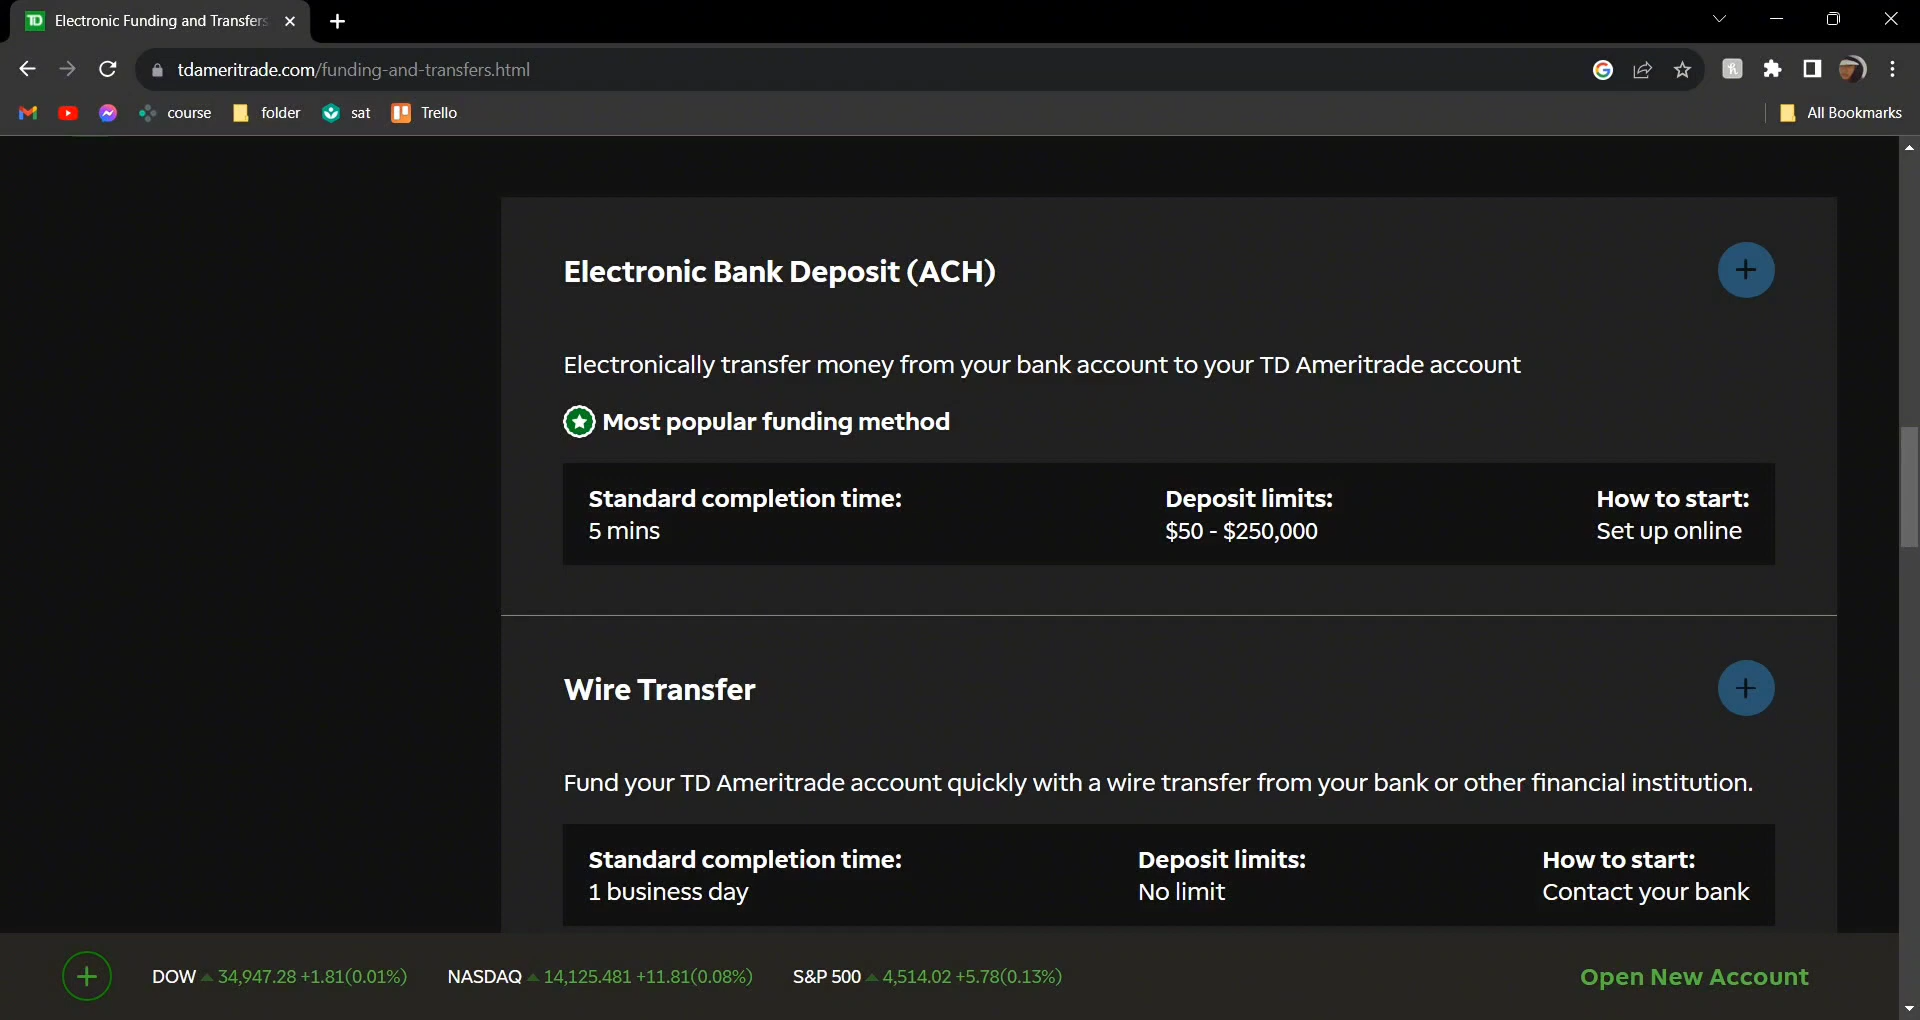 TD Electronic Funding and Transfers
tdameritrade.com/funding-and-transfers.html
course folder sat Trello All Bookmarks
Electronic Bank Deposit (ACH)
Electronically transfer money from your bank account to your TD Ameritrade account
Most popular funding method
Standard completion time: Deposit limits: How to start:
5 mins $50 - $250,000 Set up online
Wire Transfer
Fund your TD Ameritrade account quickly with a wire transfer from your bank or other financial institution.
Standard completion time: Deposit limits: How to start:
1 business day No limit Contact your bank
DOW 34,947.28 +1.81(0.01%) NASDAQ 14,125.481 +11.81(0.08%) S&P 500 4,514.02 +5.78(0.13%) Open New Account